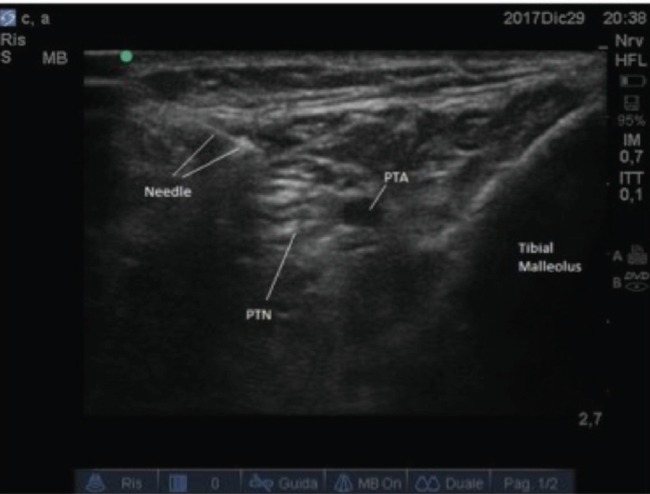 c, a 2017Dic29 20:38
Ris
S MB
Nrv
HFL
95%
IM
0,7
ITT
0,1
Needle
PTA
Tibial
Malleolus
PTN
A
B DVD
2,7
Ris 0 Guida MB On Duale Pag. 1/2